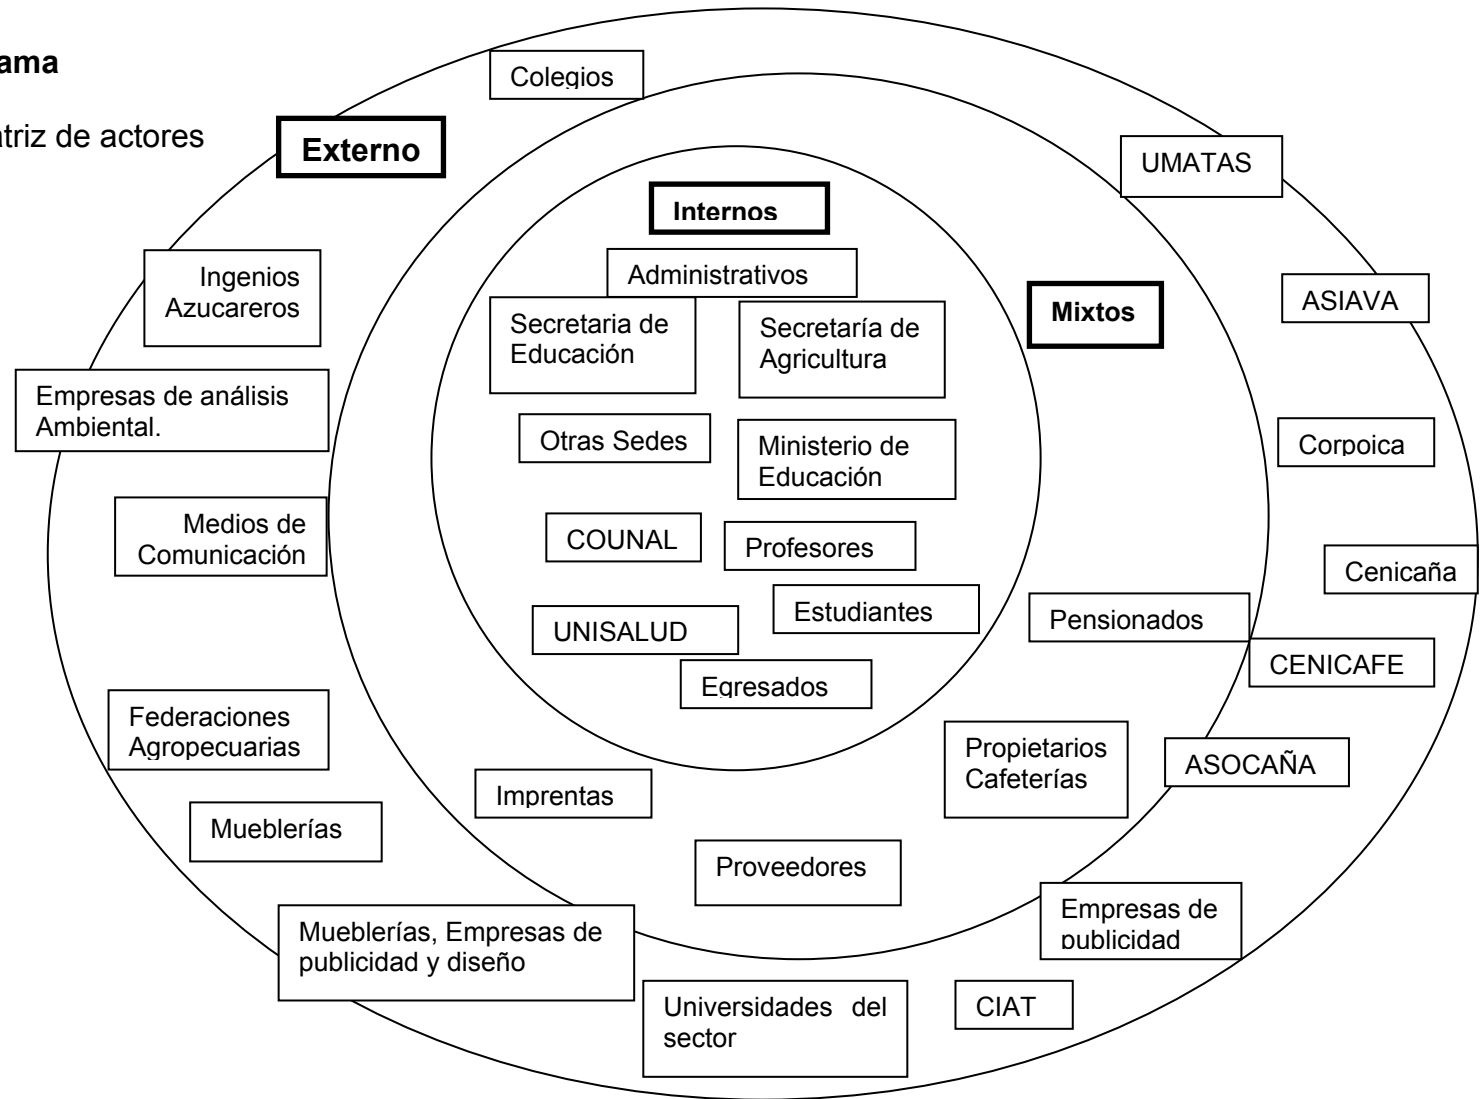 ama
atriz de actores
Colegios
Externo
UMATAS
Internos
Administrativos
Ingenios
Azucareros
Secretaria de
Educación
Secretaría de
Agricultura
Mixtos
ASIAVA
Empresas de análisis
Ambiental.
Otras Sedes
Ministerio de
Educación
Corpoica
Medios de
Comunicación
COUNAL
Profesores
Cenicaña
Estudiantes
UNISALUD
Pensionados
CENICAFE
Egresados
Federaciones
Agropecuarias
Propietarios
Cafeterías
ASOCAÑA
Imprentas
Mueblerías
Proveedores
Mueblerías, Empresas de
publicidad y diseño
Empresas de
publicidad
Universidades del
sector
CIAT